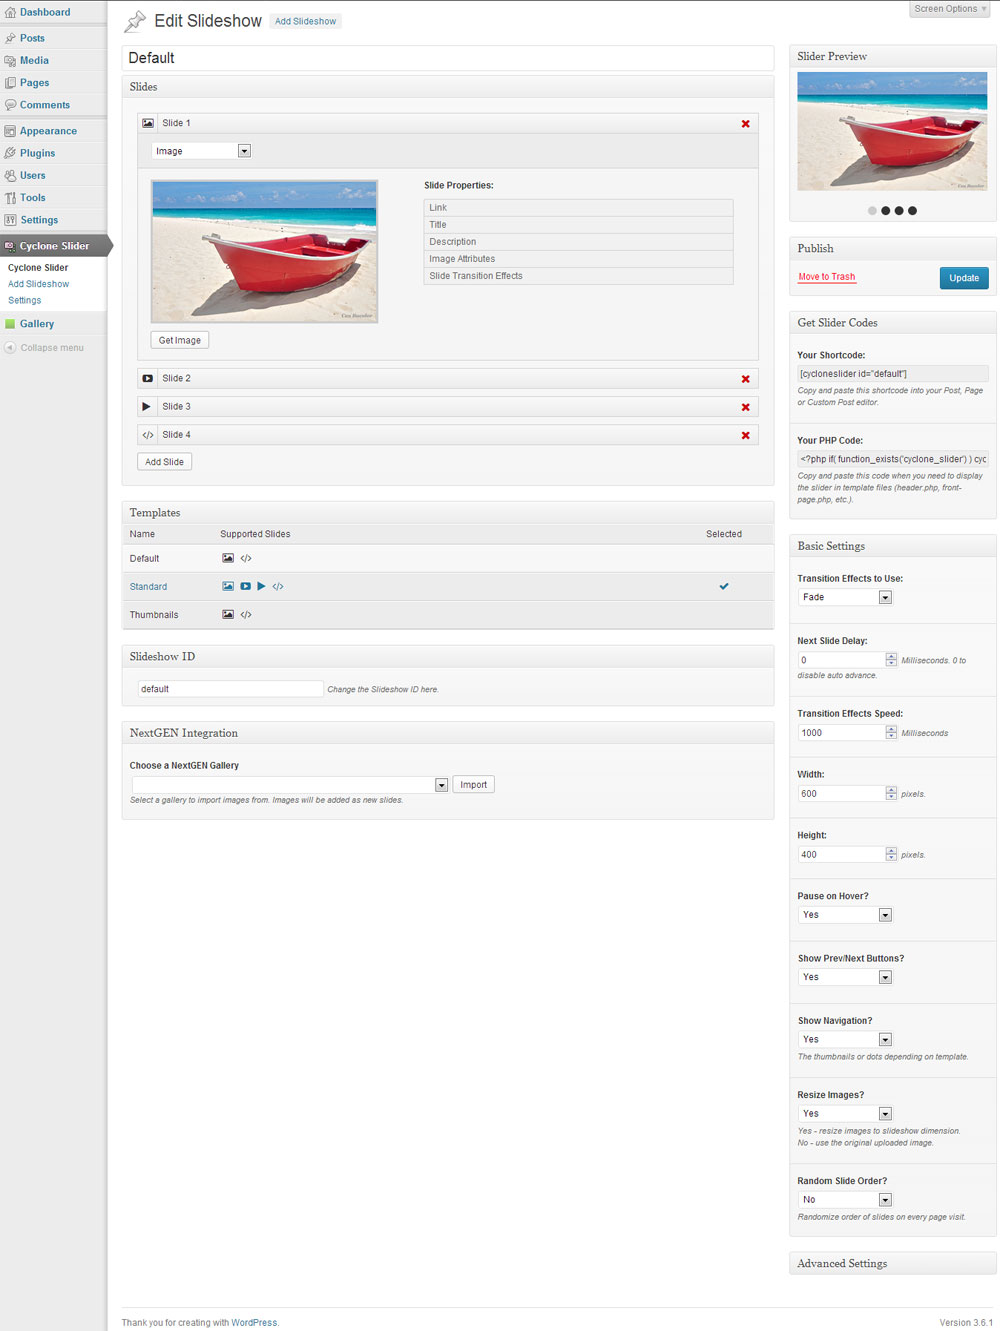 Dashboard
Posts
Media
Pages
Comments
Appearance
Plugins
Users
Tools
Settings
Cyclone Slider
Cyclone Slider
Add Slideshow
Settings
Gallery
Collapse menu
Screen Options
Edit Slideshow
Add Slideshow
Default
Slides
Slide 1
Image
Get Image
Slide Properties:
Link
Title
Description
Image Attributes
Slide Transition Effects
Slide 2
Slide 3
Slide 4
Add Slide
Templates
Name Supported Slides Selected
Default
Standard
Thumbnails
Slideshow ID
default Change the Slideshow ID here.
NextGEN Integration
Choose a NextGEN Gallery
Import
Select a gallery to import images from. Images will be added as new slides.
Slider Preview
Publish
Move to Trash Update
Get Slider Codes
Your Shortcode:
[cycloneslider id="default"]
Copy and paste this shortcode into your Post, Page
or Custom Post editor.
Your PHP Code:
<?php if( function_exists('cyclone_slider') ) cyc
Copy and paste this code when you need to display
the slider in template files (header.php, front-
page.php, etc.).
Basic Settings
Transition Effects to Use:
Fade
Next Slide Delay:
0 Milliseconds. 0 to
disable auto advance.
Transition Effects Speed:
1000 Milliseconds
Width:
600 pixels.
Height:
400 pixels.
Pause on Hover?
Yes
Show Prev/Next Buttons?
Yes
Show Navigation?
Yes
The thumbnails or dots depending on template.
Resize Images?
Yes
Yes - resize images to slideshow dimension.
No - use the original uploaded image.
Random Slide Order?
No
Randomize order of slides on every page visit.
Advanced Settings
Thank you for creating with WordPress.
Version 3.6.1